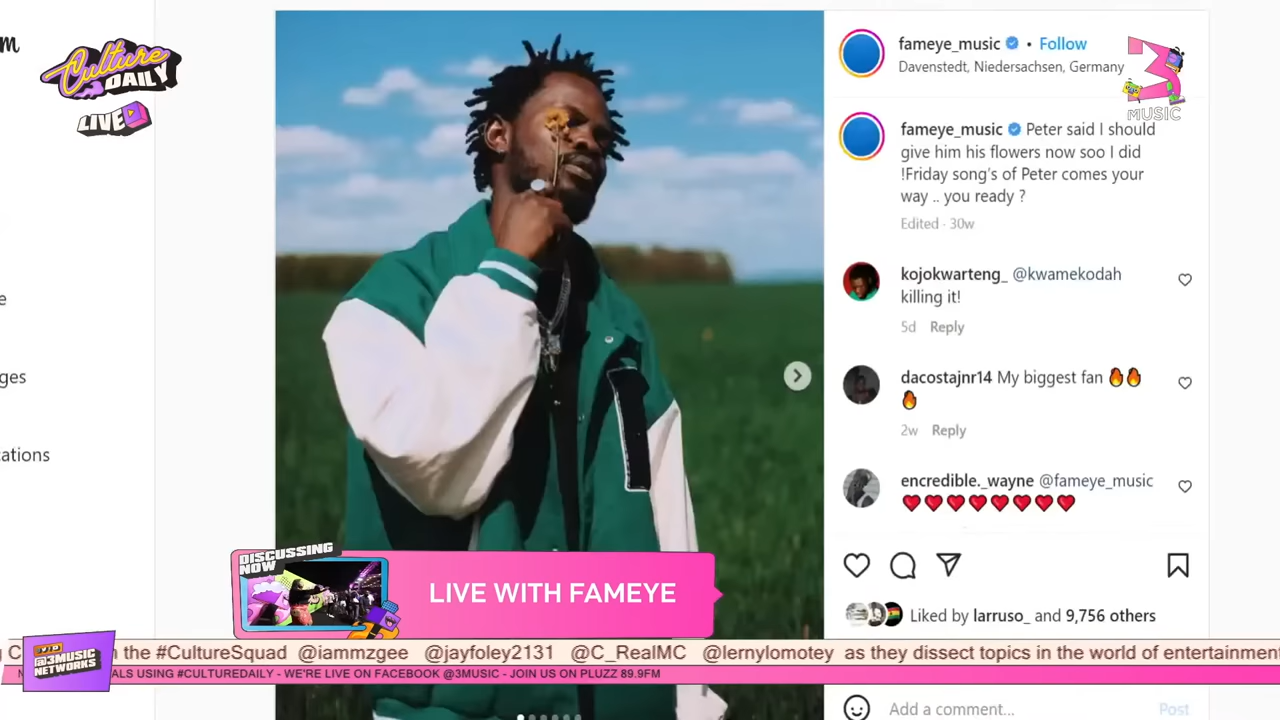 m
Culture
DAILY
LIVE
fameye_music • Follow
Davenstedt, Niedersachsen, Germany
3
MUSIC
fameye_music Peter said I should
give him his flowers now soo I did
!Friday song's of Peter comes your
way .. you ready ?
Edited · 30w
e
kojokwarteng_ @kwamekodah
killing it!
5d Reply
ges
dacostajnr14 My biggest fan 🔥🔥
🔥
2w Reply
cations
encredible._wayne @fameye_music
❤️❤️❤️❤️❤️❤️❤️❤️
DISCUSSING
NOW
LIVE WITH FAMEYE
Liked by larruso_ and 9,756 others
@3MUSIC
NETWORKS
n the #CultureSquad @iammzgee @jayfoley2131 @C_RealMC @lernylomotey as they dissect topics in the world of entertainment
ALS USING #CULTUREDAILY - WE'RE LIVE ON FACEBOOK @3MUSIC - JOIN US ON PLUZZ 89.9FM
Add a comment...
Post